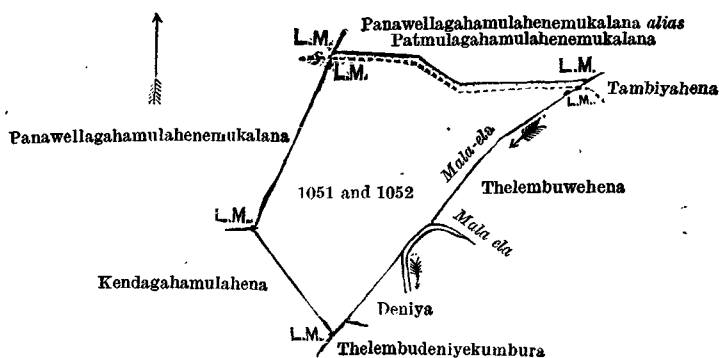 Panawellagahamulahenemukalana alias
Patmulagahamulahenemukalana
L.M.
L.M.
L.M.
L.M.
Tambiyahena
Panawellagahamulahenemukalana
Mala-ela
Thelembuwehena
1051 and 1052
L.M.
Mala ela
Kendagahamulahena
Deniya
L.M.
Thelembudeniyekumbura